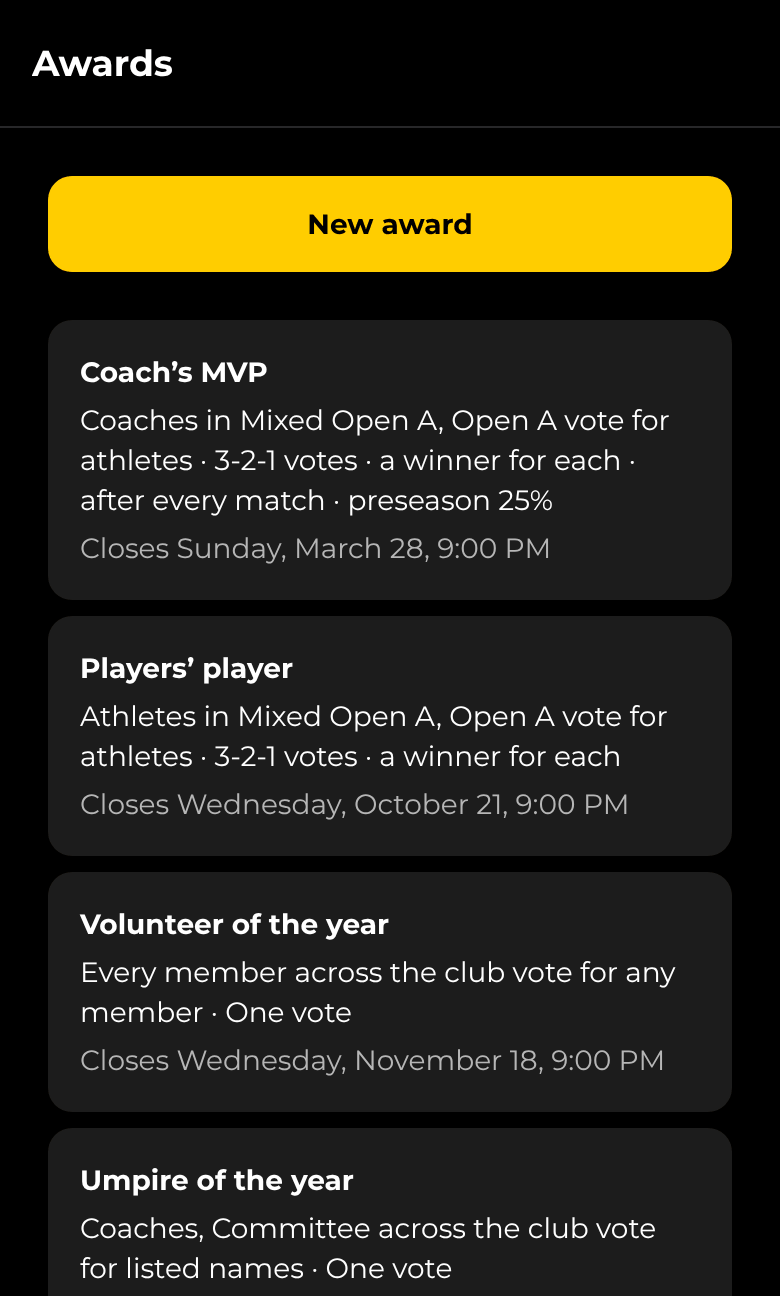 Awards
New award
Coach’s MVP
Coaches in Mixed Open A, Open A vote for
athletes · 3-2-1 votes · a winner for each ·
after every match · preseason 25%
Closes Sunday, March 28, 9:00 PM
Players’ player
Athletes in Mixed Open A, Open A vote for
athletes · 3-2-1 votes · a winner for each
Closes Wednesday, October 21, 9:00 PM
Volunteer of the year
Every member across the club vote for any
member · One vote
Closes Wednesday, November 18, 9:00 PM
Umpire of the year
Coaches, Committee across the club vote
for listed names · One vote